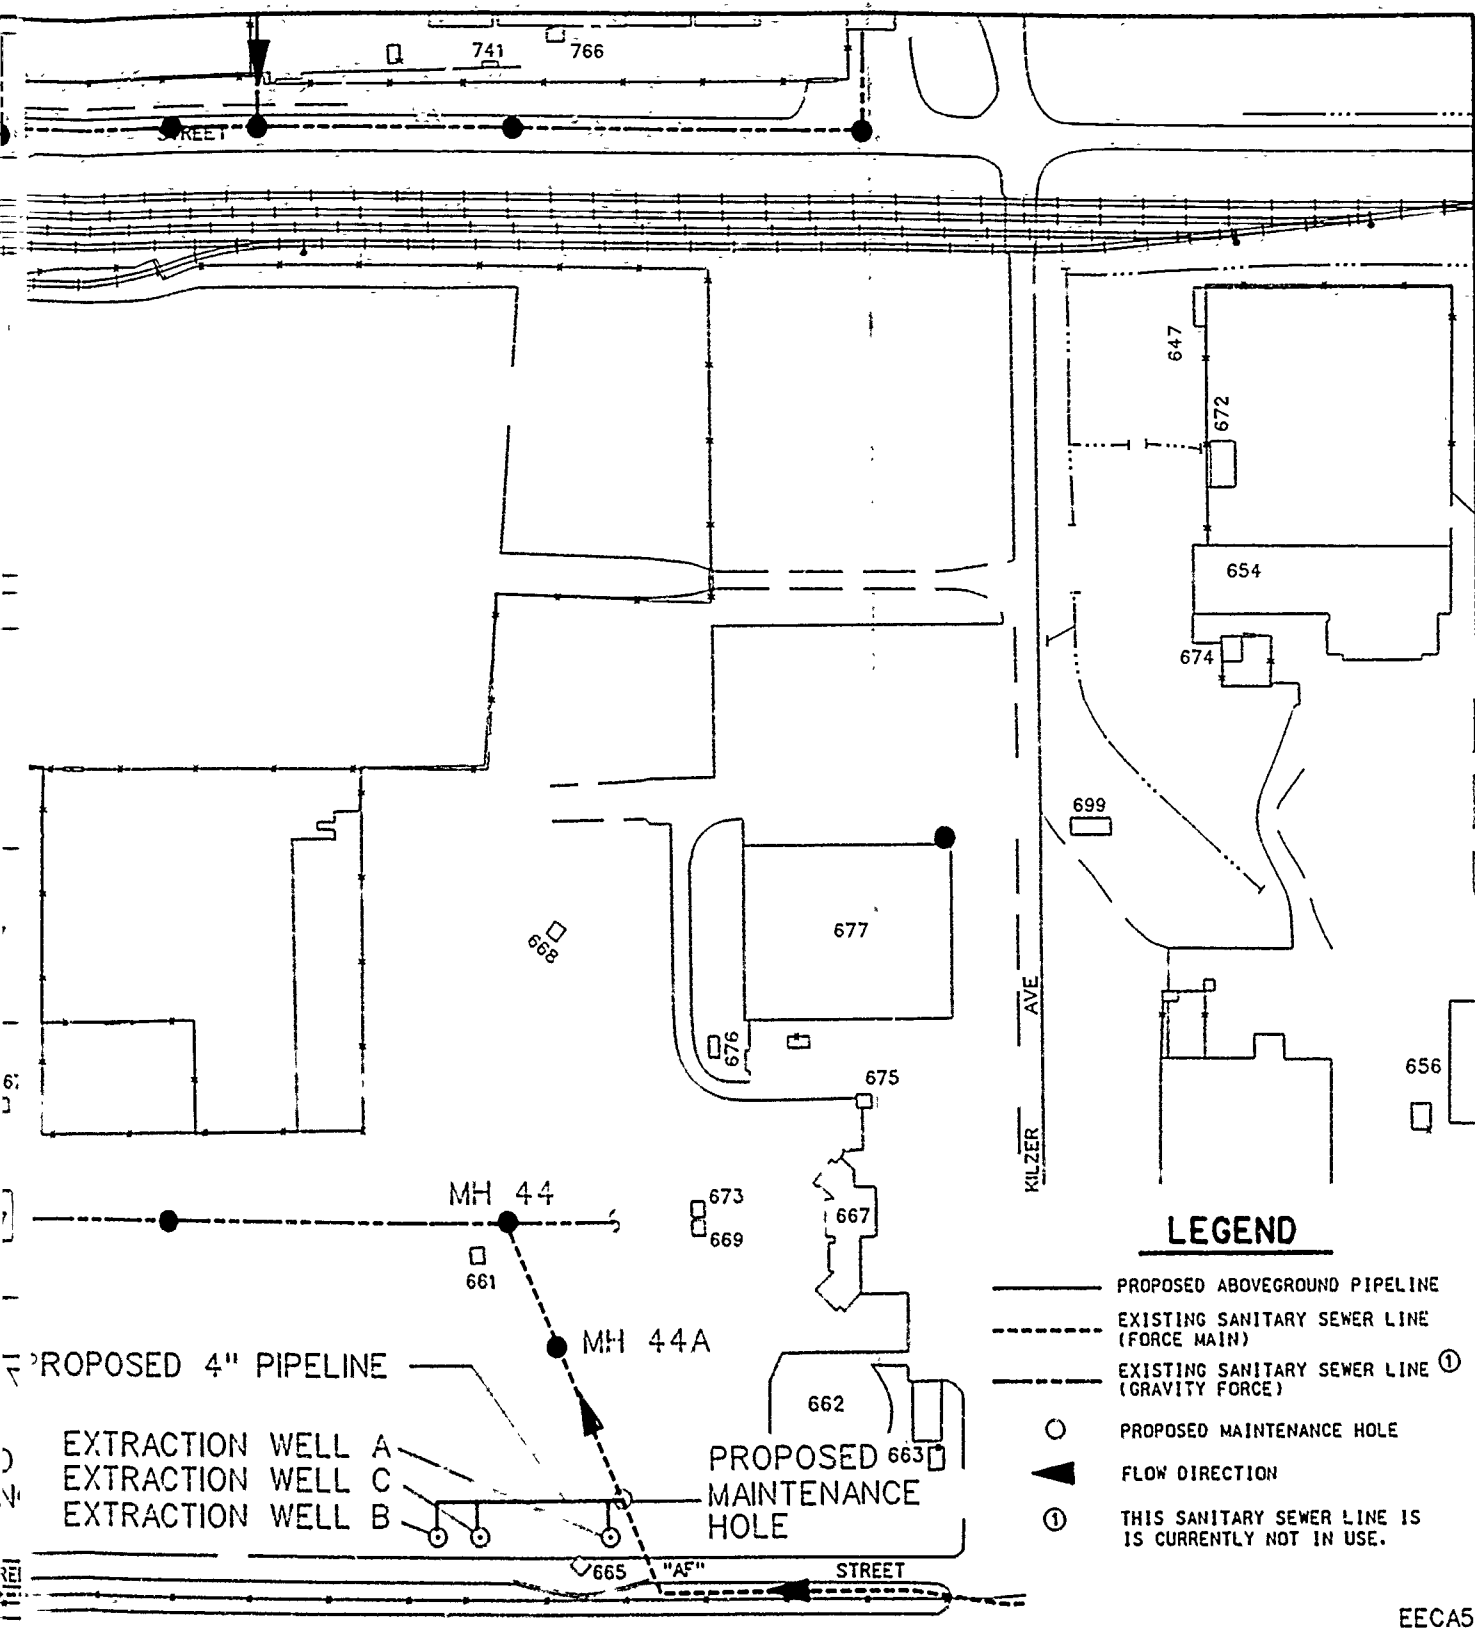 741
766
STREET
647
672
654
674
699
677
668
676
675
AVE
656
KILZER
MH 44
673
667
669
661
LEGEND
PROPOSED ABOVEGROUND PIPELINE
EXISTING SANITARY SEWER LINE
(FORCE MAIN)
EXISTING SANITARY SEWER LINE ①
(GRAVITY FORCE)
○ PROPOSED MAINTENANCE HOLE
FLOW DIRECTION
① THIS SANITARY SEWER LINE IS
IS CURRENTLY NOT IN USE.
MH 44A
PROPOSED 4" PIPELINE
662
663
EXTRACTION WELL A
EXTRACTION WELL C
EXTRACTION WELL B
PROPOSED
MAINTENANCE
HOLE
665
"AF" STREET
EECA5